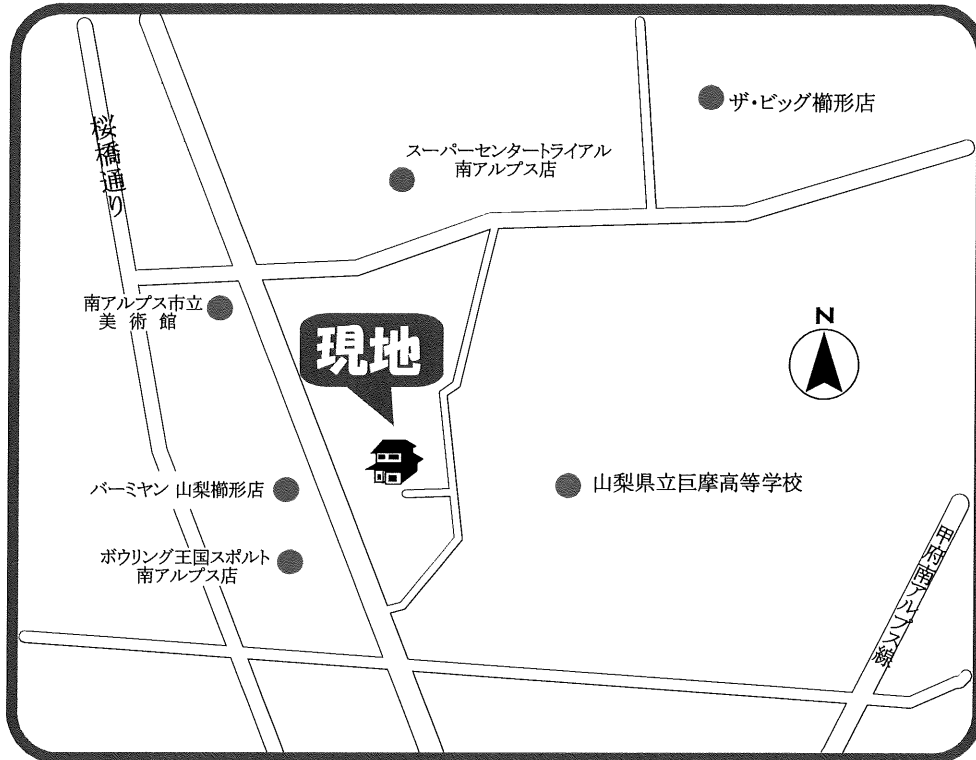 ザ・ビッグ櫛形店
桜橋通り
スーパーセンタートライアル
南アルプス店
南アルプス市立
美術館
現地
N
バーミヤン 山梨櫛形店
山梨県立巨摩高等学校
ボウリング王国スポルト
南アルプス店
甲府南アルプス線